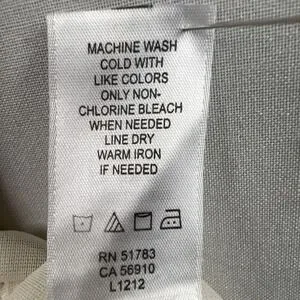 MACHINE WASH
COLD WITH
LIKE COLORS
ONLY NON-
CHLORINE BLEACH
WHEN NEEDED
LINE DRY
WARM IRON
IF NEEDED
RN 51783
CA 56910
L1212